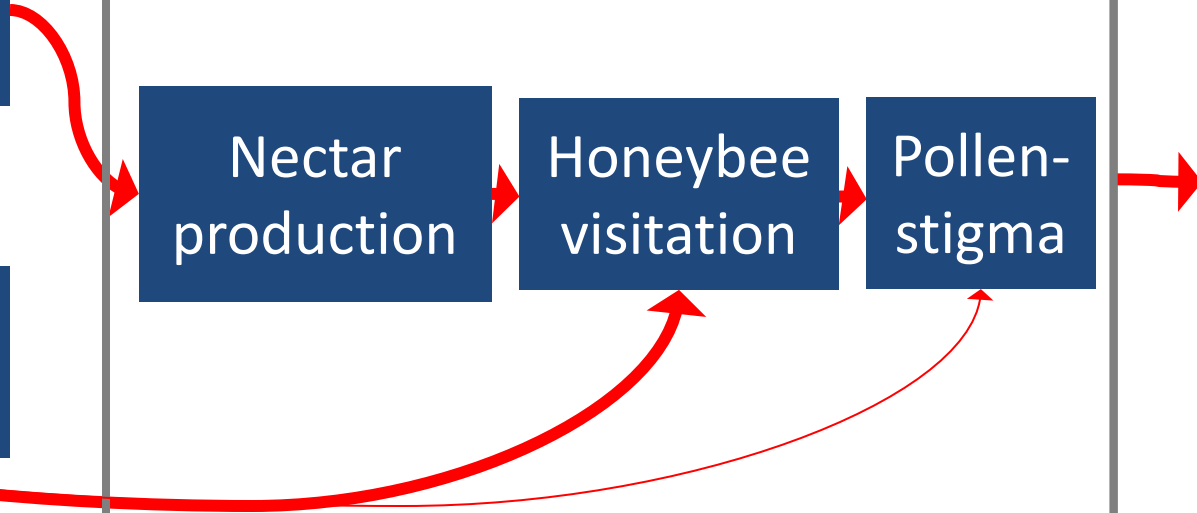 Nectar
production
Honeybee
visitation
Pollen-
stigma